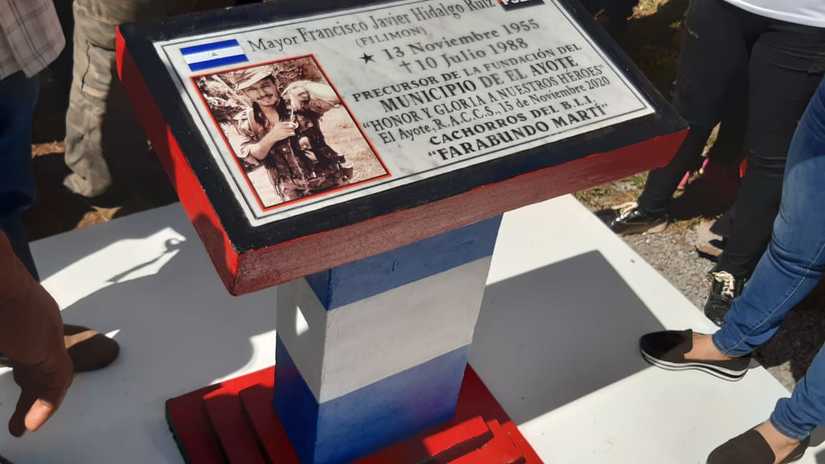 Mayor Francisco Javier Hidalgo Ruiz
(FILIMON)
★ 13 Noviembre 1955
✝ 10 Julio 1988
PRECURSOR DE LA FUNDACIÓN DEL
MUNICIPIO DE EL AYOTE
"HONOR Y GLORIA A NUESTROS HÉROES"
El Ayote, R.A.C.C.S, 15 de Noviembre 2020
CACHORROS DEL B.L.I.
"FARABUNDO MARTÍ"